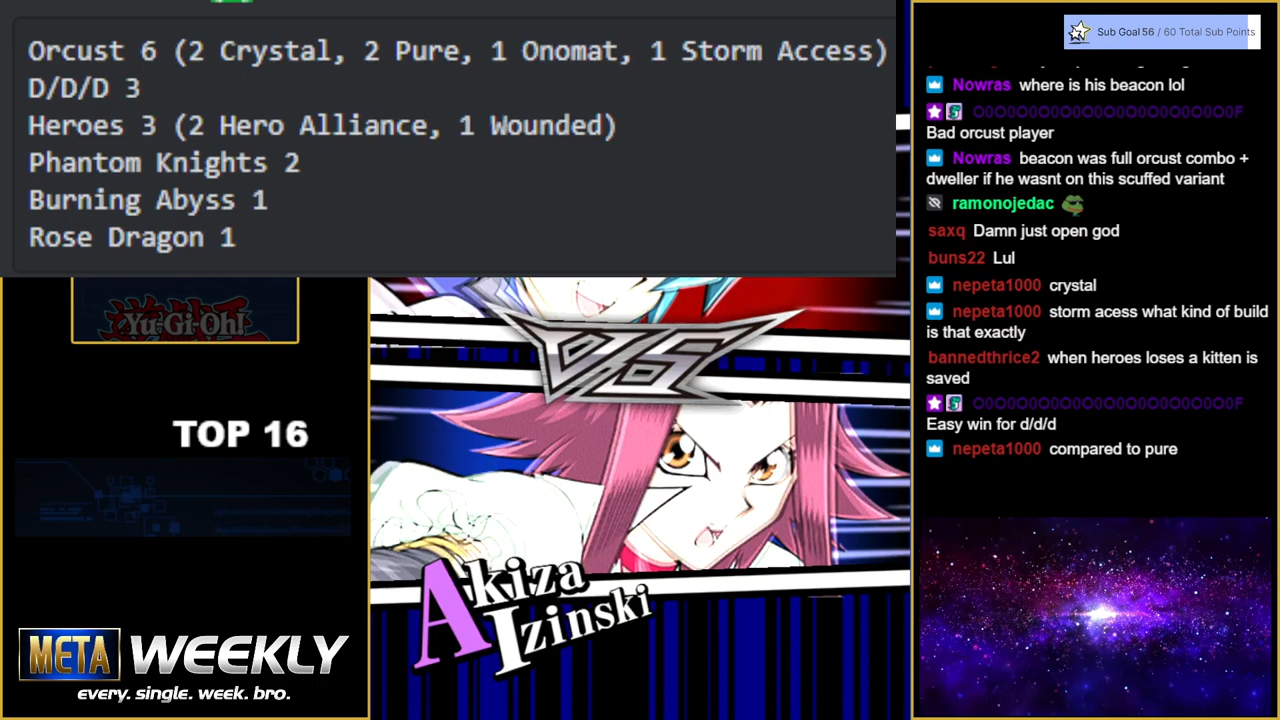 Orcust 6 (2 Crystal, 2 Pure, 1 Onomat, 1 Storm Access)
D/D/D 3
Heroes 3 (2 Hero Alliance, 1 Wounded)
Phantom Knights 2
Burning Abyss 1
Rose Dragon 1
Yu-Gi-Oh!
TOP 16
META WEEKLY
every. single. week. bro.
VS
Akiza
Izinski
Sub Goal 56 / 60 Total Sub Points
Nowras where is his beacon lol
Bad orcust player
Nowras beacon was full orcust combo +
dweller if he wasnt on this scuffed variant
ramonojedac
saxq Damn just open god
buns22 Lul
nepeta1000 crystal
nepeta1000 storm acess what kind of build
is that exactly
bannedthrice2 when heroes loses a kitten is
saved
Easy win for d/d/d
nepeta1000 compared to pure